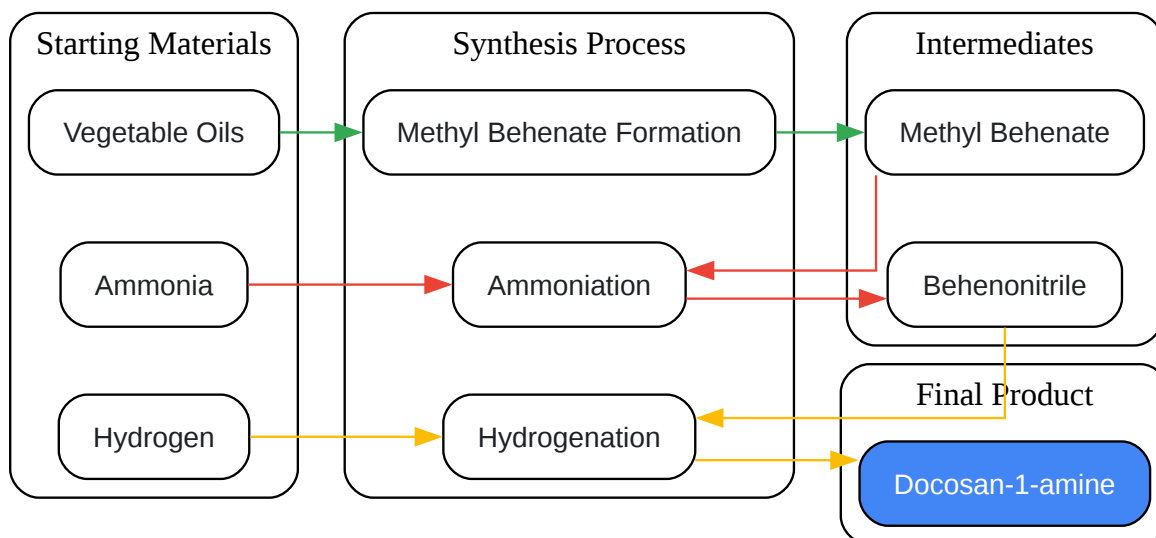 Starting Materials
Synthesis Process
Intermediates
Vegetable Oils
Methyl Behenate Formation
Methyl Behenate
Ammonia
Ammoniation
Behenonitrile
Final Product
Hydrogen
Hydrogenation
Docosan-1-amine